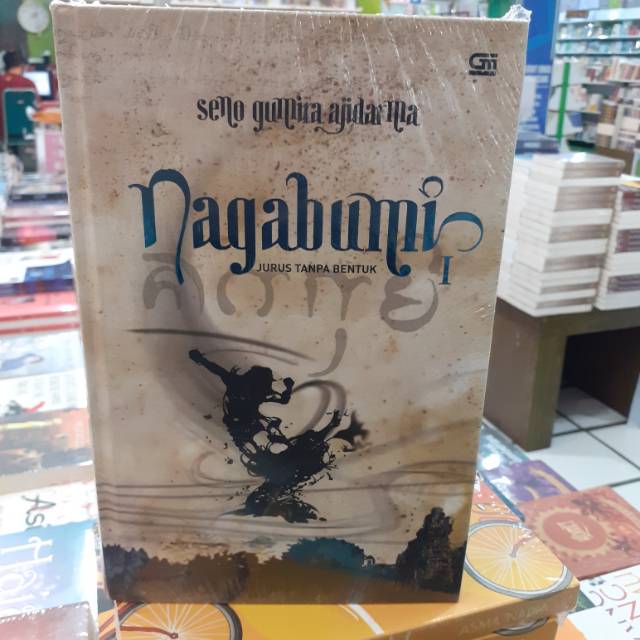 seno gumira ajidarma
nagabumi
I
JURUS TANPA BENTUK